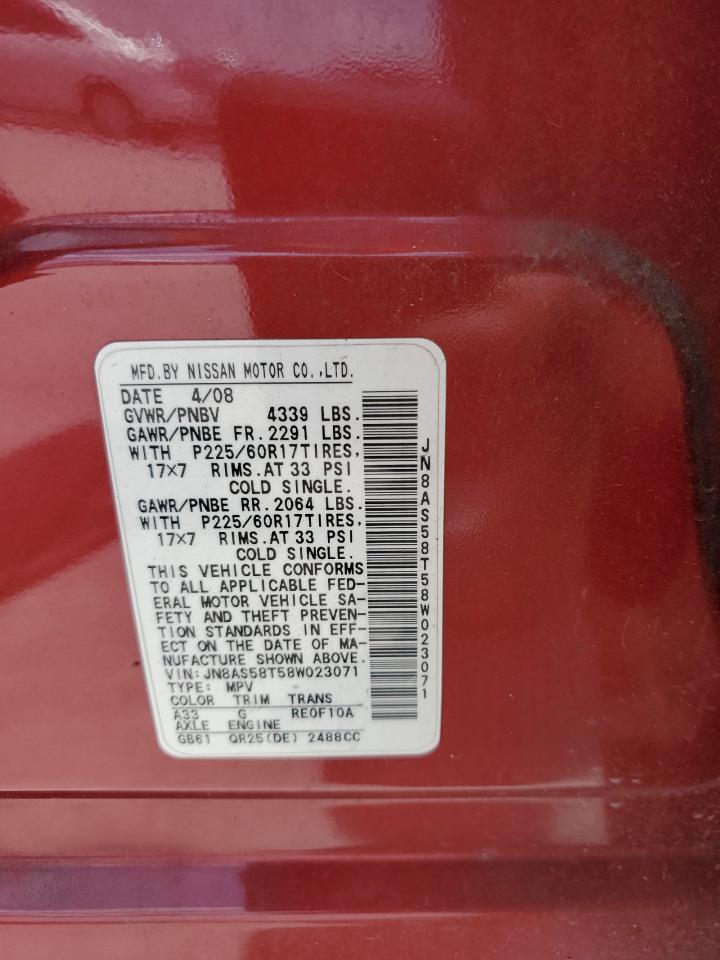 MFD.BY NISSAN MOTOR CO.,LTD.
DATE 4/08
GVWR/PNBV 4339 LBS.
GAWR/PNBE FR.2291 LBS.
WITH P225/60R17TIRES,
17X7 RIMS.AT 33 PSI
COLD SINGLE.
GAWR/PNBE RR.2064 LBS.
WITH P225/60R17TIRES,
17X7 RIMS.AT 33 PSI
COLD SINGLE.
THIS VEHICLE CONFORMS
TO ALL APPLICABLE FED-
ERAL MOTOR VEHICLE SA-
FETY AND THEFT PREVEN-
TION STANDARDS IN EFF-
ECT ON THE DATE OF MA-
NUFACTURE SHOWN ABOVE.
VIN:JN8AS58T58W023071
TYPE: MPV
COLOR TRIM TRANS
A33 G RE0F10A
AXLE ENGINE
GB61 QR25(DE) 2488CC
JN8AS58T58W023071